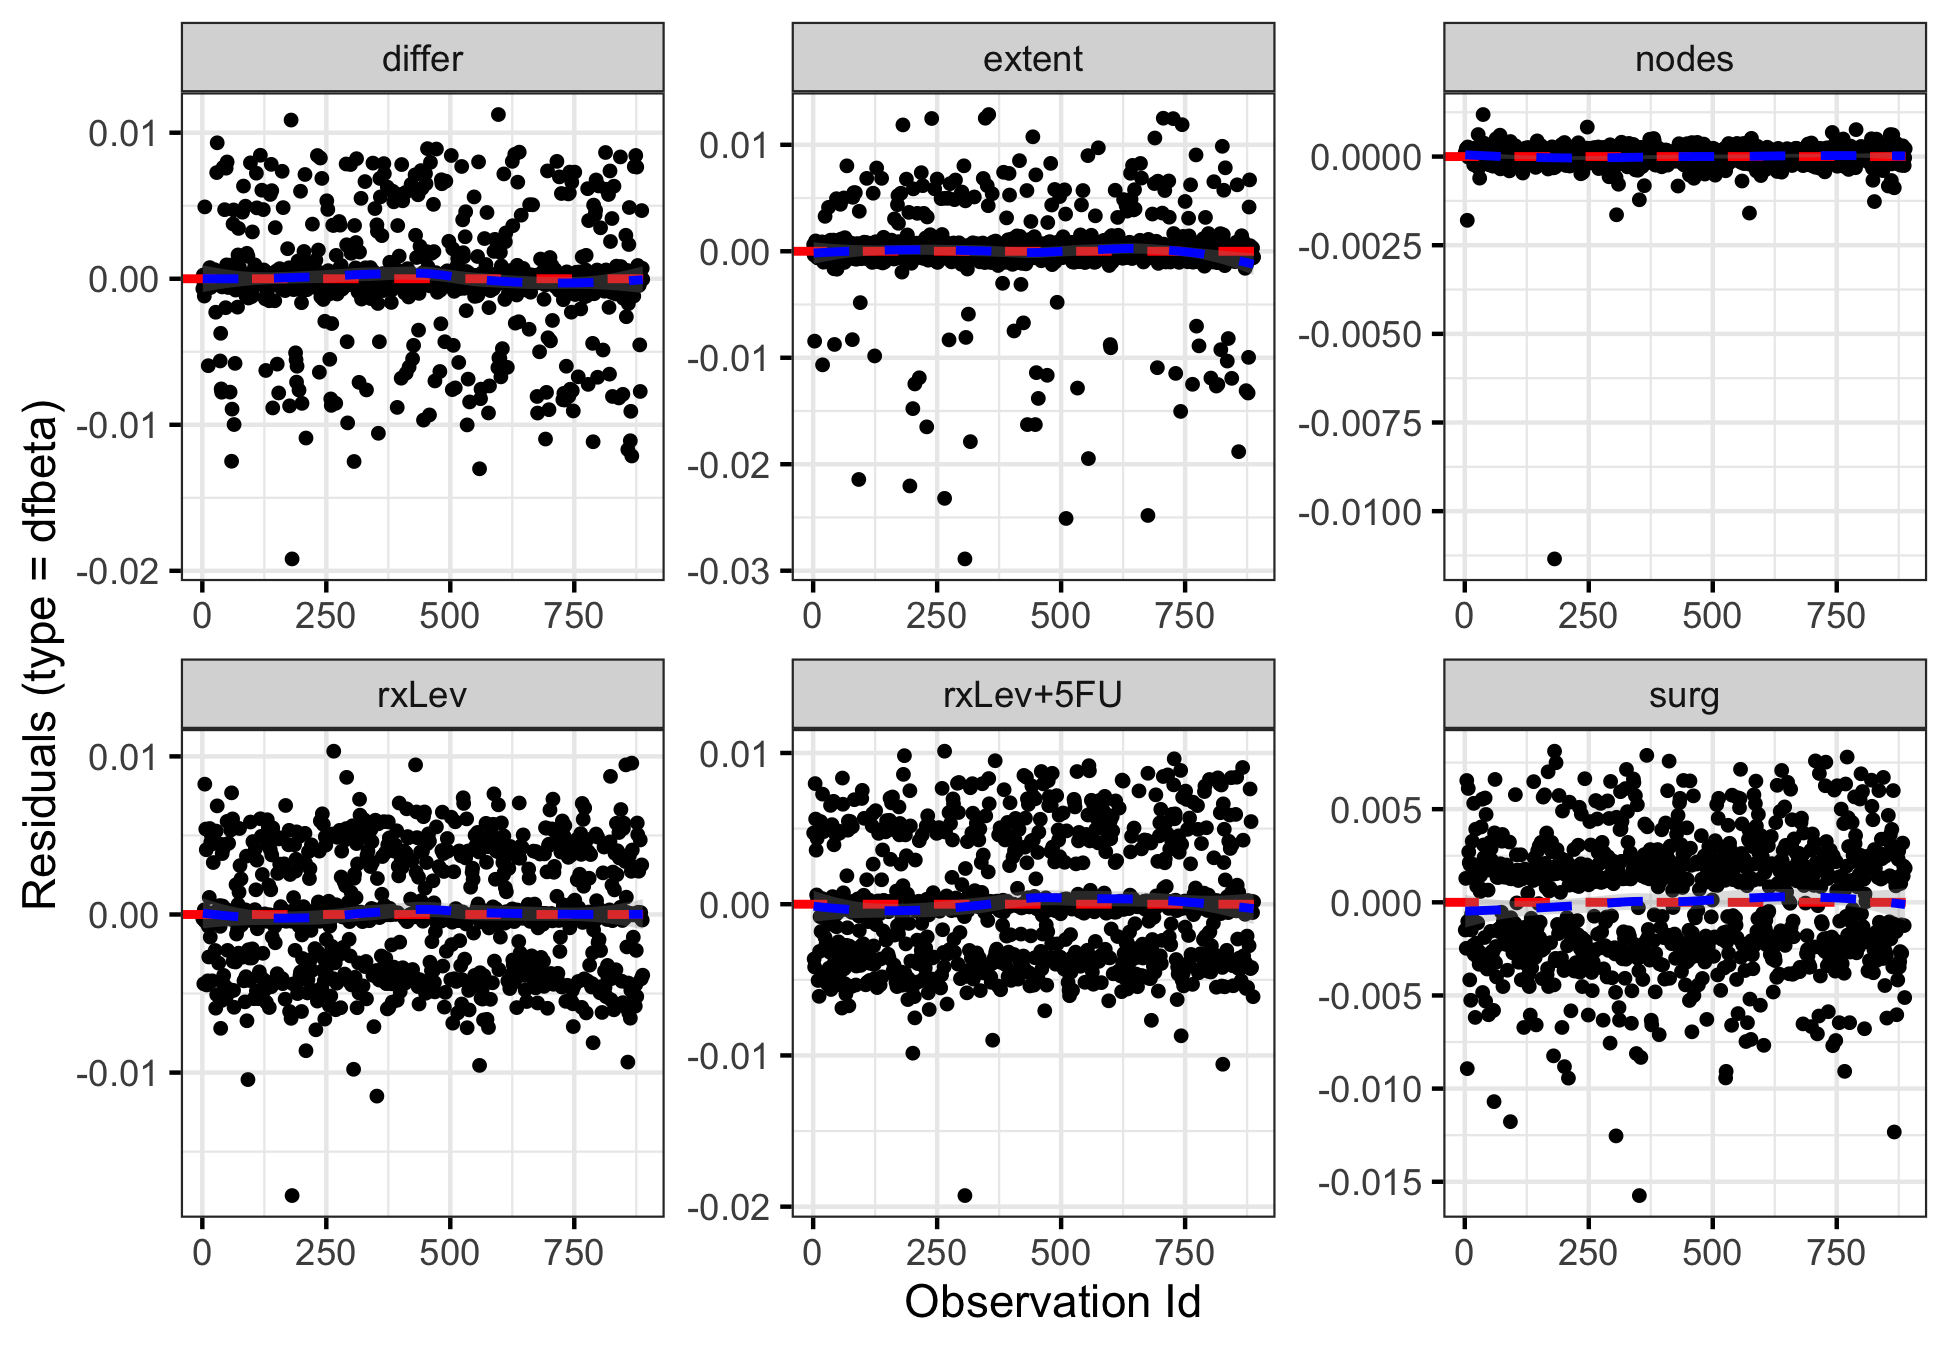 differ extent nodes
0.01 0.01 0.0000
0.00 0.00 -0.0025
-0.01 -0.01 -0.0050
-0.02 -0.02 -0.0075
-0.03 -0.0100
0 250 500 750 0 250 500 750 0 250 500 750
Residuals (type = dfbeta)
rxLev rxLev+5FU surg
0.01 0.01 0.005
0.00 0.00 0.000
-0.01 -0.01 -0.005
-0.02 -0.010
-0.015
0 250 500 750 0 250 500 750 0 250 500 750
Observation Id